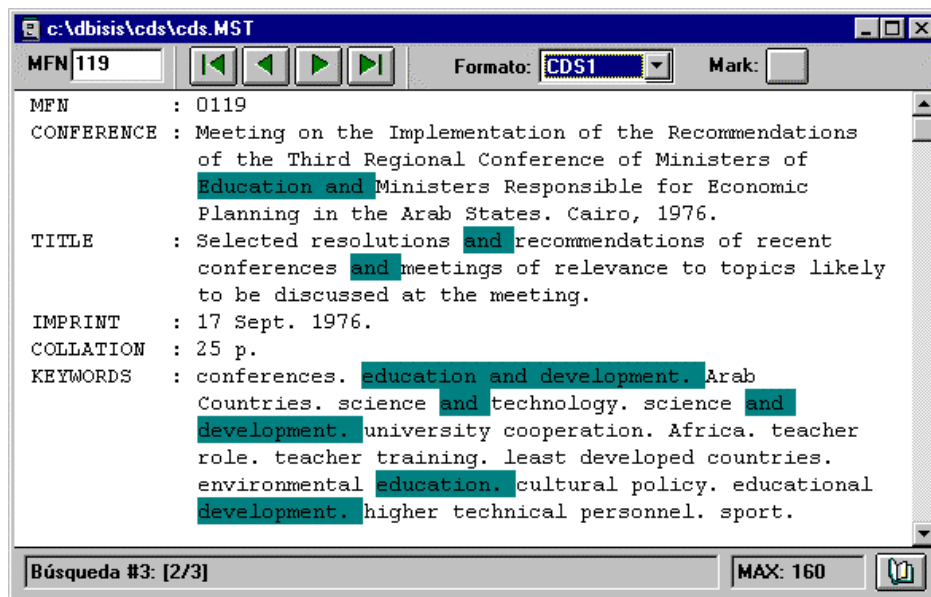 c:\dbisis\cds\cds.MST
MFN 119 Formato: CDS1 Mark:
MFN : 0119
CONFERENCE : Meeting on the Implementation of the Recommendations
of the Third Regional Conference of Ministers of
Education and Ministers Responsible for Economic
Planning in the Arab States. Cairo, 1976.
TITLE : Selected resolutions and recommendations of recent
conferences and meetings of relevance to topics likely
to be discussed at the meeting.
IMPRINT : 17 Sept. 1976.
COLLATION : 25 p.
KEYWORDS : conferences. education and development. Arab
Countries. science and technology. science and
development. university cooperation. Africa. teacher
role. teacher training. least developed countries.
environmental education. cultural policy. educational
development. higher technical personnel. sport.
Búsqueda #3: [2/3] MAX: 160